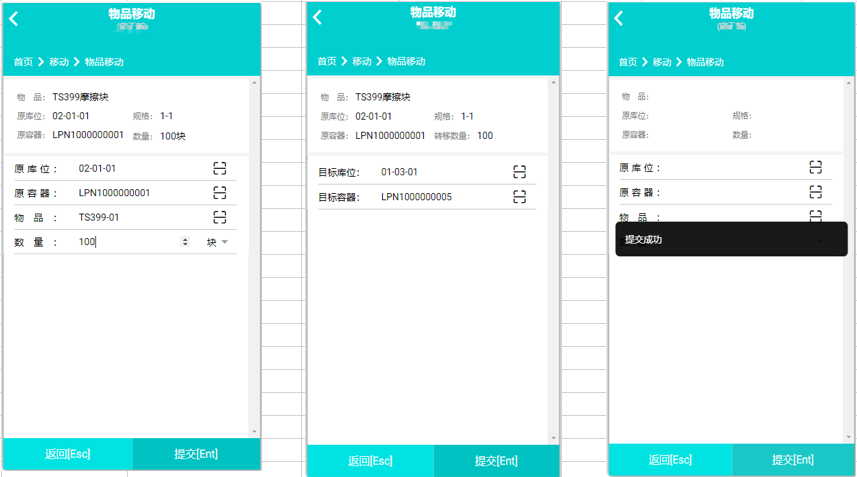 物品移动
首页 > 移动 > 物品移动
物 品: TS399摩擦块
原库位: 02-01-01 规格: 1-1
原容器: LPN1000000001 数量: 100块
原 库 位 : 02-01-01
原 容 器 : LPN1000000001
物 品 : TS399-01
数 量 : 100 块
返回[Esc] 提交[Ent]
物品移动
首页 > 移动 > 物品移动
物 品: TS399摩擦块
原库位: 02-01-01 规格: 1-1
原容器: LPN1000000001 转移数量: 100
目标库位: 01-03-01
目标容器: LPN1000000005
返回[Esc] 提交[Ent]
物品移动
首页 > 移动 > 物品移动
物 品:
原库位: 规格:
原容器: 数量:
原 库 位 :
原 容 器 :
物 品 :
提交成功
返回[Esc] 提交[Ent]